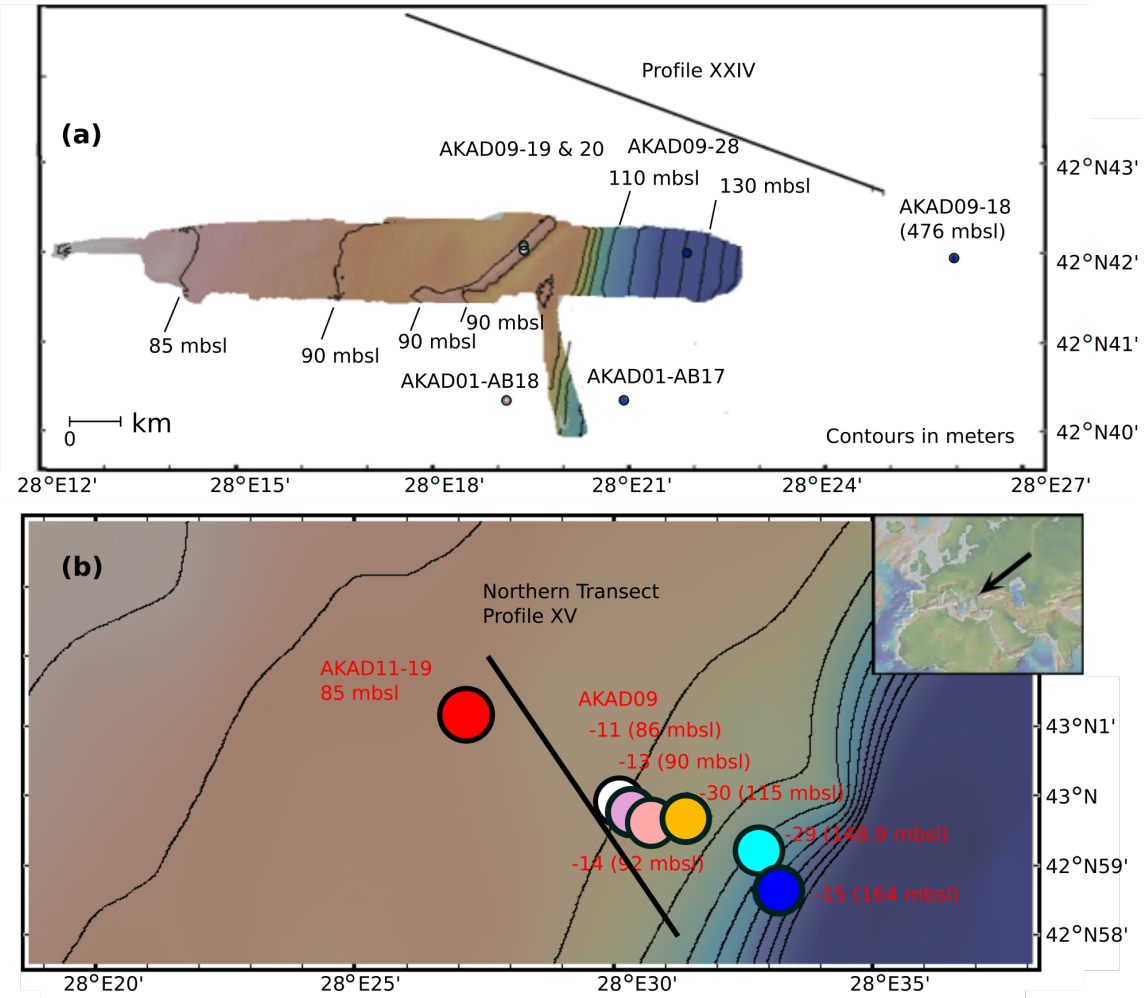 Profile XXIV
(a)
AKAD09-19 & 20
AKAD09-28
110 mbsl
130 mbsl
42°N43'
AKAD09-18
(476 mbsl)
42°N42'
85 mbsl
90 mbsl
90 mbsl
90 mbsl
42°N41'
AKAD01-AB18
AKAD01-AB17
0
km
Contours in meters
42°N40'
28°E12'
28°E15'
28°E18'
28°E21'
28°E24'
28°E27'
(b)
Northern Transect
Profile XV
AKAD11-19
85 mbsl
AKAD09
-11 (86 mbsl)
-13 (90 mbsl)
-30 (115 mbsl)
-29 (148.9 mbsl)
-14 (92 mbsl)
-15 (164 mbsl)
43°N1'
43°N
42°N59'
42°N58'
28°E20'
28°E25'
28°E30'
28°E35'